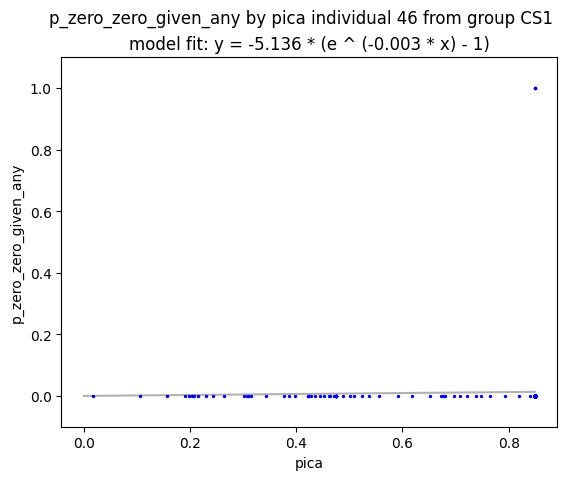 p_zero_zero_given_any by pica individual 46 from group CS1
model fit: y = -5.136 * (e ^ (-0.003 * x) - 1)
1.0
0.8
0.6
0.4
0.2
0.0
p_zero_zero_given_any
0.0 0.2 0.4 0.6 0.8
pica